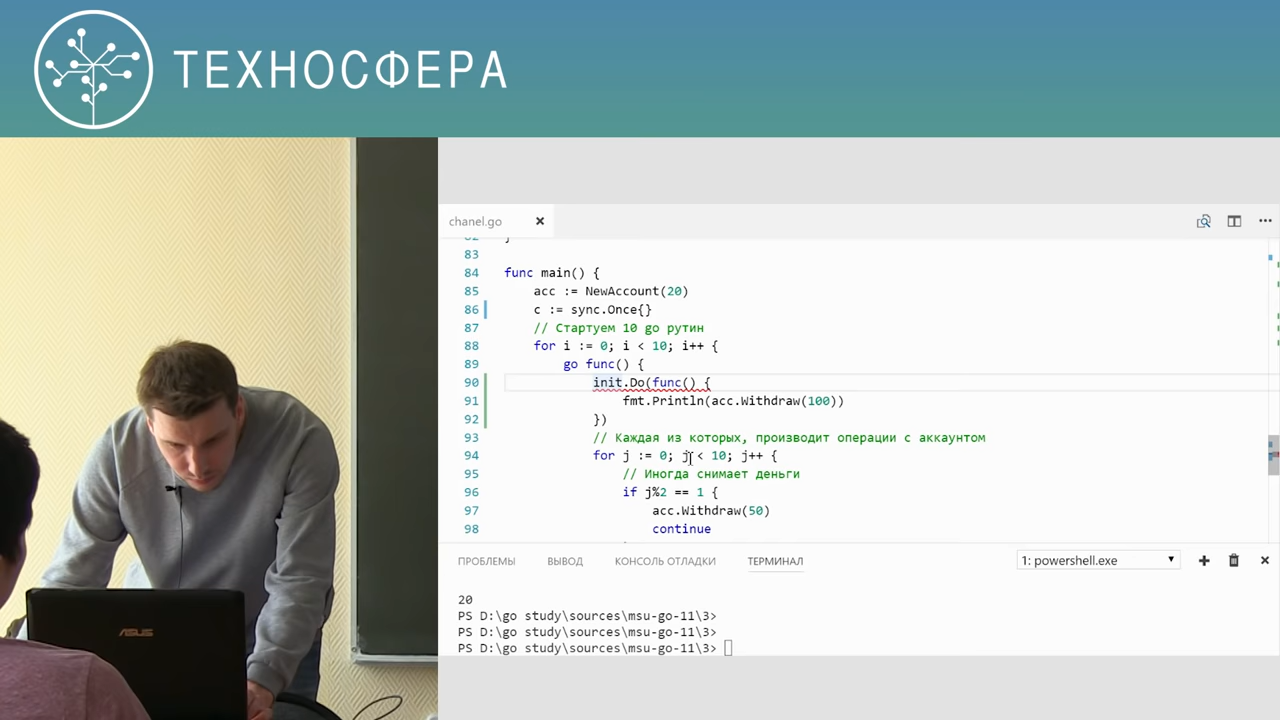 ТЕХНОСФЕРА
chanel.go
83
84 func main() {
85 acc := NewAccount(20)
86 c := sync.Once{}
87 // Стартуем 10 go рутин
88 for i := 0; i < 10; i++ {
89 go func() {
90 init.Do(func() {
91 fmt.Println(acc.Withdraw(100))
92 })
93 // Каждая из которых, производит операции с аккаунтом
94 for j := 0; j < 10; j++ {
95 // Иногда снимает деньги
96 if j%2 == 1 {
97 acc.Withdraw(50)
98 continue
ПРОБЛЕМЫ ВЫВОД КОНСОЛЬ ОТЛАДКИ ТЕРМИНАЛ 1: powershell.exe
20
PS D:\go study\sources\msu-go-11\3>
PS D:\go study\sources\msu-go-11\3>
PS D:\go study\sources\msu-go-11\3>
ASUS